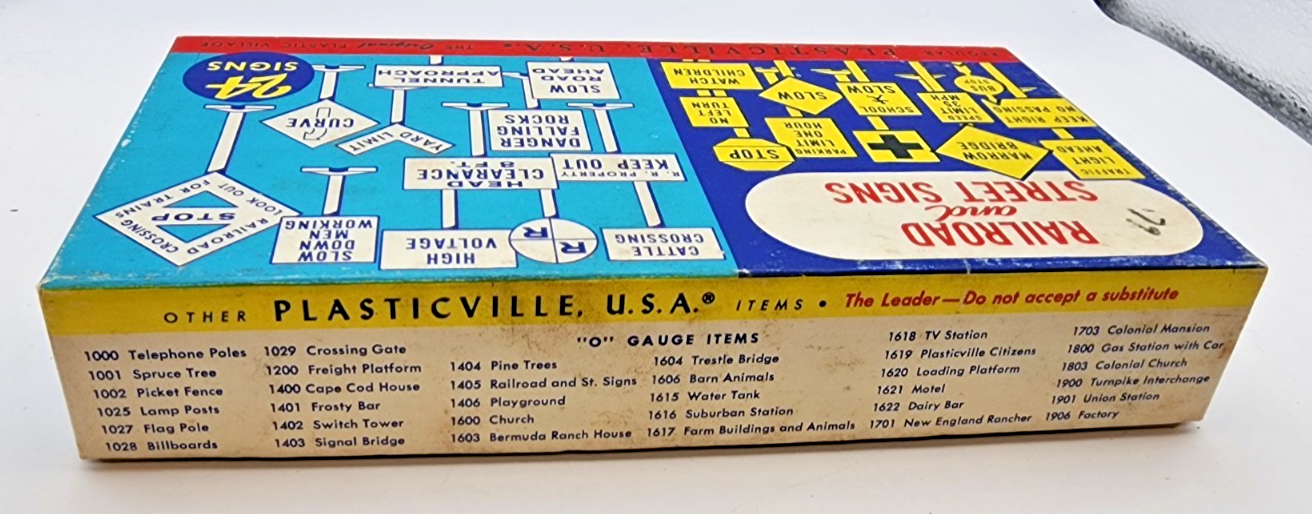 REGULAR PLASTICVILLE, U.S.A.® THE Original PLASTIC VILLAGE
24
SIGNS
TUNNEL
APPROACH
SLOW
ROAD
AHEAD
CURVE
YARD LIMIT
DANGER
FALLING
ROCKS
HEAD
CLEARANCE
8 FT.
R. R. PROPERTY
KEEP OUT
RAILROAD CROSSING
STOP
LOOK OUT FOR TRAINS
SLOW
MEN
DOWN
WORKING
HIGH
VOLTAGE
R R
CATTLE
CROSSING
WATCH
CHILDREN
SLOW
SLOW
SCHOOL
SPEED
LIMIT
35
MPH
BUS
STOP
NO PASSING
KEEP RIGHT
NO
LEFT
TURN
STOP
PARKING
LIMIT
ONE
HOUR
NARROW
BRIDGE
TRAFFIC
LIGHT
AHEAD
RAILROAD
and
STREET SIGNS
.79
OTHER PLASTICVILLE, U.S.A.® ITEMS • The Leader—Do not accept a substitute
"O" GAUGE ITEMS
1000 Telephone Poles
1001 Spruce Tree
1002 Picket Fence
1025 Lamp Posts
1027 Flag Pole
1028 Billboards
1029 Crossing Gate
1200 Freight Platform
1400 Cape Cod House
1401 Frosty Bar
1402 Switch Tower
1403 Signal Bridge
1404 Pine Trees
1405 Railroad and St. Signs
1406 Playground
1600 Church
1603 Bermuda Ranch House
1604 Trestle Bridge
1606 Barn Animals
1615 Water Tank
1616 Suburban Station
1617 Farm Buildings and Animals
1618 TV Station
1619 Plasticville Citizens
1620 Loading Platform
1621 Motel
1622 Dairy Bar
1701 New England Rancher
1703 Colonial Mansion
1800 Gas Station with Car
1803 Colonial Church
1900 Turnpike Interchange
1901 Union Station
1906 Factory